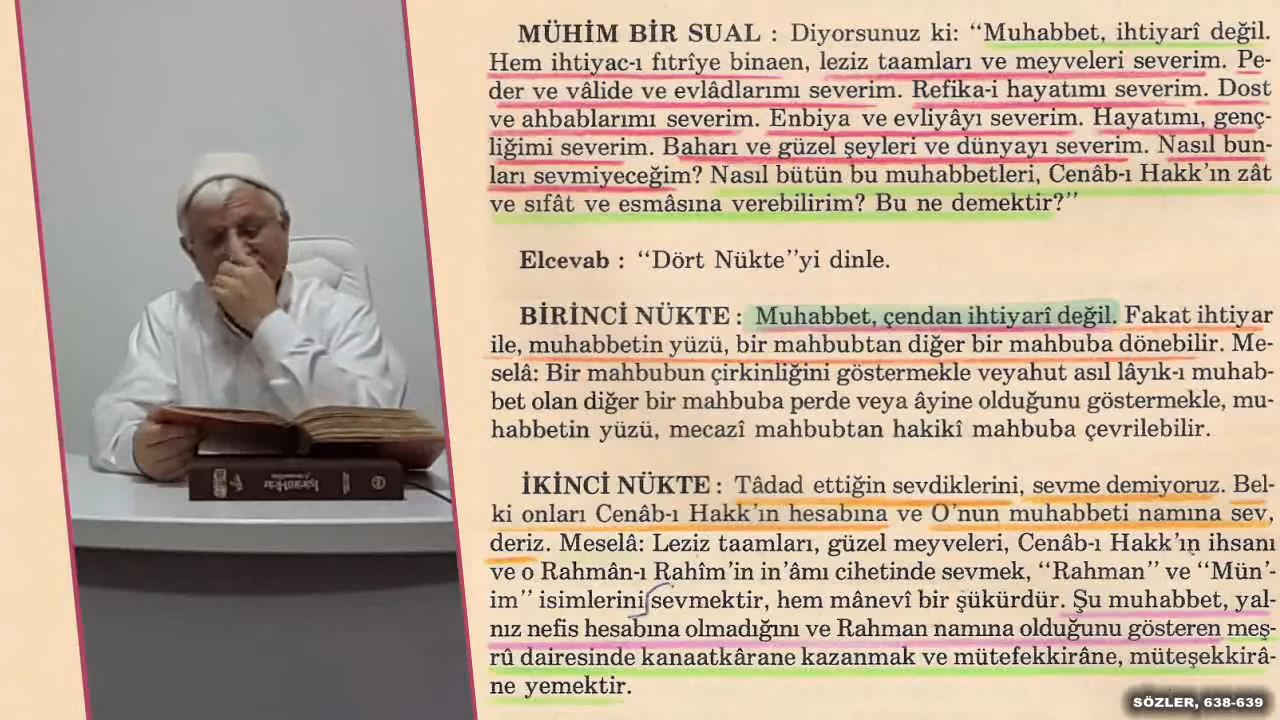 MÜHİM BİR SUAL : Diyorsunuz ki: “Muhabbet, ihtiyarî değil.
Hem ihtiyac-ı fıtrîye binaen, leziz taamları ve meyveleri severim. Pe-
der ve vâlide ve evlâdlarımı severim. Refika-i hayatımı severim. Dost
ve ahbablarımı severim. Enbiya ve evliyâyı severim. Hayatımı, genç-
liğimi severim. Baharı ve güzel şeyleri ve dünyayı severim. Nasıl bun-
ları sevmiyeceğim? Nasıl bütün bu muhabbetleri, Cenâb-ı Hakk’ın zât
ve sıfât ve esmâsına verebilirim? Bu ne demektir?”
Elcevab : “Dört Nükte”yi dinle.
BİRİNCİ NÜKTE : Muhabbet, çendan ihtiyarî değil. Fakat ihtiyar
ile, muhabbetin yüzü, bir mahbubtan diğer bir mahbuba dönebilir. Me-
selâ: Bir mahbubun çirkinliğini göstermekle veyahut asıl lâyık-ı muhab-
bet olan diğer bir mahbuba perde veya âyine olduğunu göstermekle, mu-
habbetin yüzü, mecazî mahbubtan hakikî mahbuba çevrilebilir.
İKİNCİ NÜKTE : Tâdad ettiğin sevdiklerini, sevme demiyoruz. Bel-
ki onları Cenâb-ı Hakk’ın hesabına ve O’nun muhabbeti namına sev,
deriz. Meselâ: Leziz taamları, güzel meyveleri, Cenâb-ı Hakk’ın ihsanı
ve o Rahmân-ı Rahîm’in in’âmı cihetinde sevmek, “Rahman” ve “Mün’-
im” isimlerini sevmektir, hem mânevî bir şükürdür. Şu muhabbet, yal-
nız nefis hesabına olmadığını ve Rahman namına olduğunu gösteren meş-
rû dairesinde kanaatkârane kazanmak ve mütefekkirâne, müteşekkirâ-
ne yemektir.
SÖZLER, 638-639